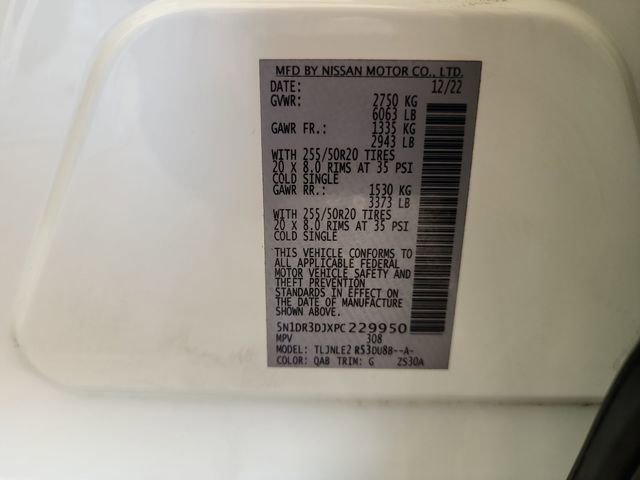 MFD BY NISSAN MOTOR CO., LTD.
DATE: 12/22
GVWR: 2750 KG
6063 LB
GAWR FR.: 1335 KG
2943 LB
WITH 255/50R20 TIRES
20 X 8.0 RIMS AT 35 PSI
COLD SINGLE
GAWR RR.: 1530 KG
3373 LB
WITH 255/50R20 TIRES
20 X 8.0 RIMS AT 35 PSI
COLD SINGLE
THIS VEHICLE CONFORMS TO
ALL APPLICABLE FEDERAL
MOTOR VEHICLE SAFETY AND
THEFT PREVENTION
STANDARDS IN EFFECT ON
THE DATE OF MANUFACTURE
SHOWN ABOVE.
5N1DR3DJXPC229950
MPV 308
MODEL: TLJNLE2 RS3DU8B--A-
COLOR: QAB TRIM: G ZS30A